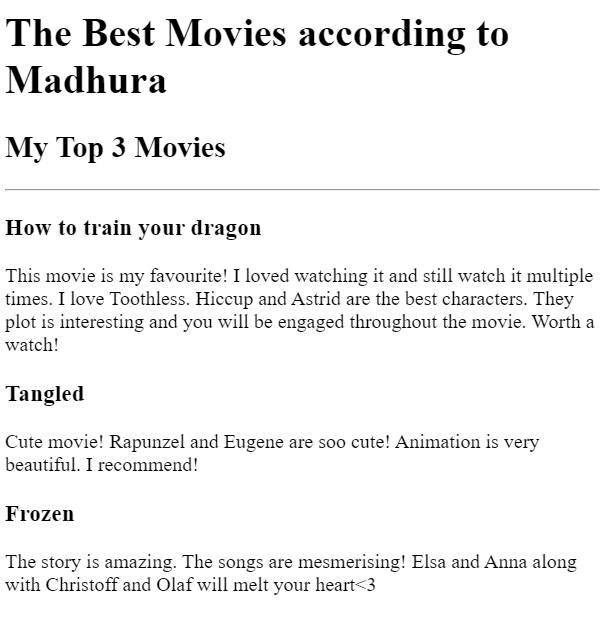 The Best Movies according to
Madhura
My Top 3 Movies
How to train your dragon
This movie is my favourite! I loved watching it and still watch it multiple
times. I love Toothless. Hiccup and Astrid are the best characters. They
plot is interesting and you will be engaged throughout the movie. Worth a
watch!
Tangled
Cute movie! Rapunzel and Eugene are soo cute! Animation is very
beautiful. I recommend!
Frozen
The story is amazing. The songs are mesmerising! Elsa and Anna along
with Christoff and Olaf will melt your heart<3